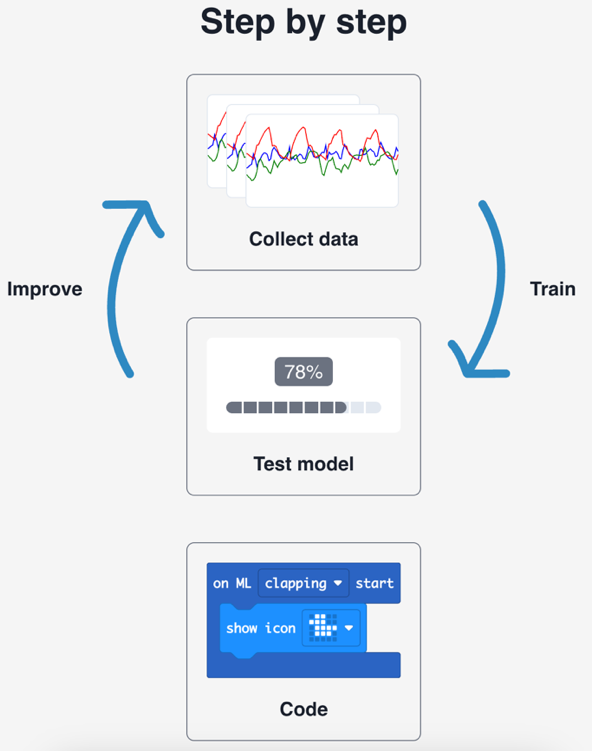 Step by step
Collect data
Improve
Train
78%
Test model
on ML clapping start
show icon
Code